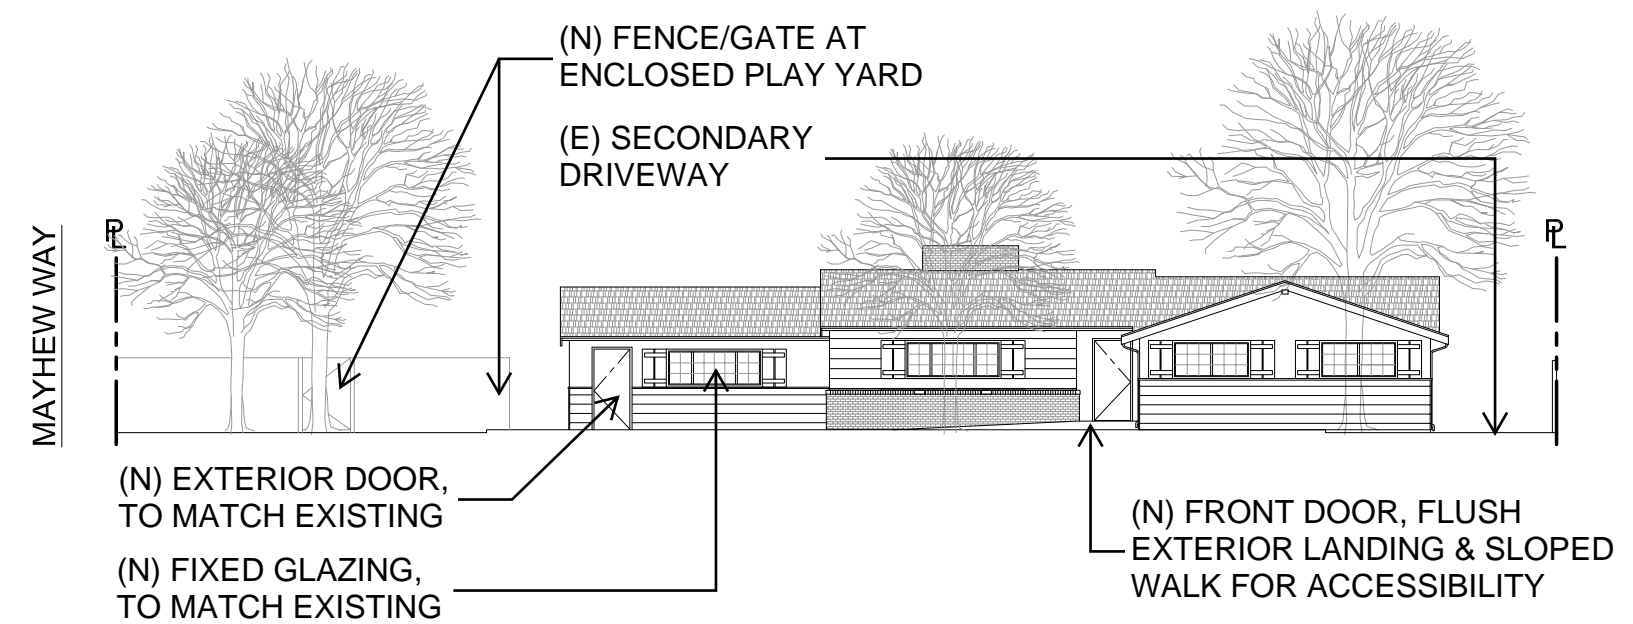 (N) FENCE/GATE AT
ENCLOSED PLAY YARD
(E) SECONDARY
DRIVEWAY
PL
PL
MAYHEW WAY
(N) EXTERIOR DOOR,
TO MATCH EXISTING
(N) FIXED GLAZING,
TO MATCH EXISTING
(N) FRONT DOOR, FLUSH
EXTERIOR LANDING & SLOPED
WALK FOR ACCESSIBILITY